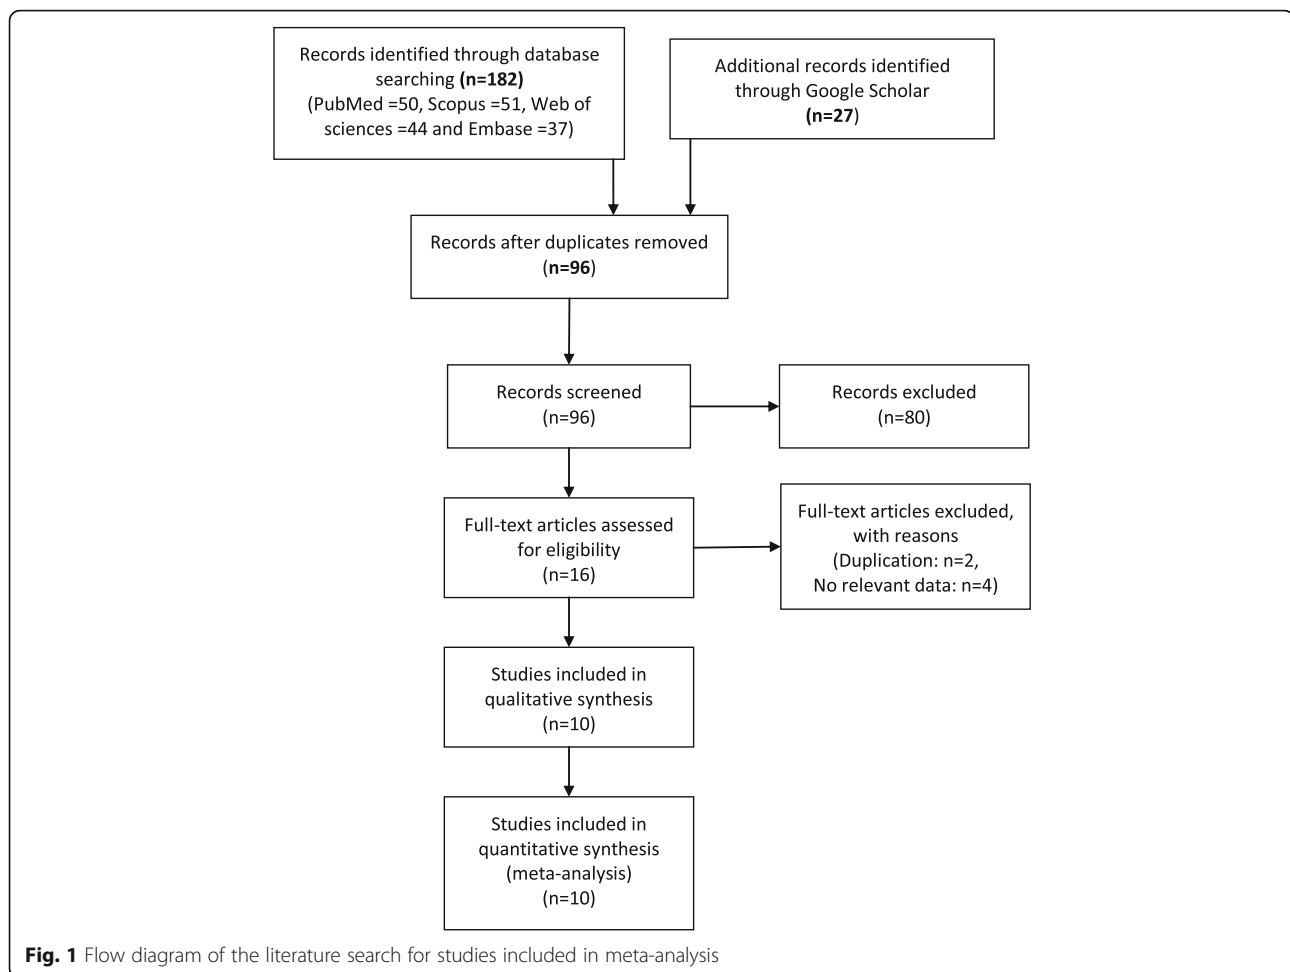 Records identified through database
searching (n=182)
(PubMed =50, Scopus =51, Web of
sciences =44 and Embase =37)
Additional records identified
through Google Scholar
(n=27)
Records after duplicates removed
(n=96)
Records screened
(n=96)
Records excluded
(n=80)
Full-text articles assessed
for eligibility
(n=16)
Full-text articles excluded,
with reasons
(Duplication: n=2,
No relevant data: n=4)
Studies included in
qualitative synthesis
(n=10)
Studies included in
quantitative synthesis
(meta-analysis)
(n=10)
Fig. 1 Flow diagram of the literature search for studies included in meta-analysis